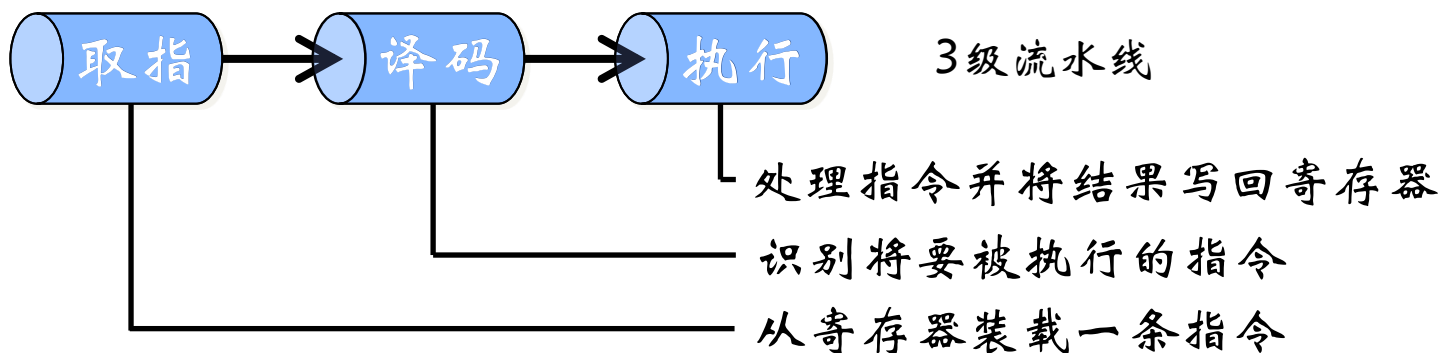 取指 译码 执行 3级流水线
处理指令并将结果写回寄存器
识别将要被执行的指令
从寄存器装载一条指令